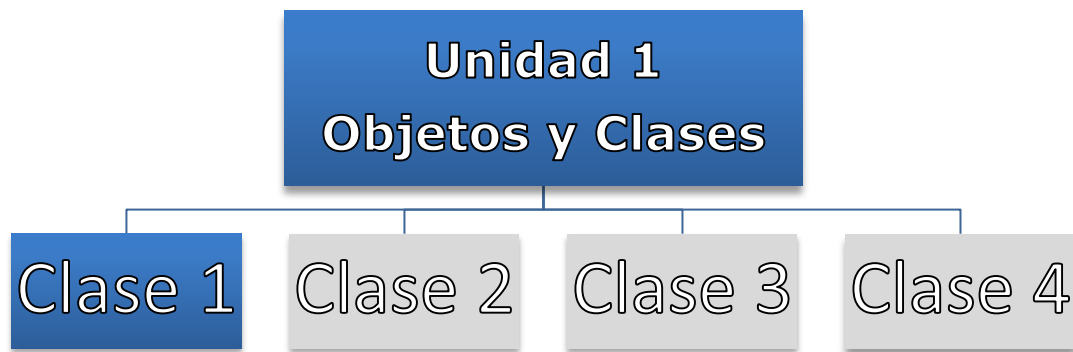 Unidad 1
Objetos y Clases
Clase 1
Clase 2
Clase 3
Clase 4